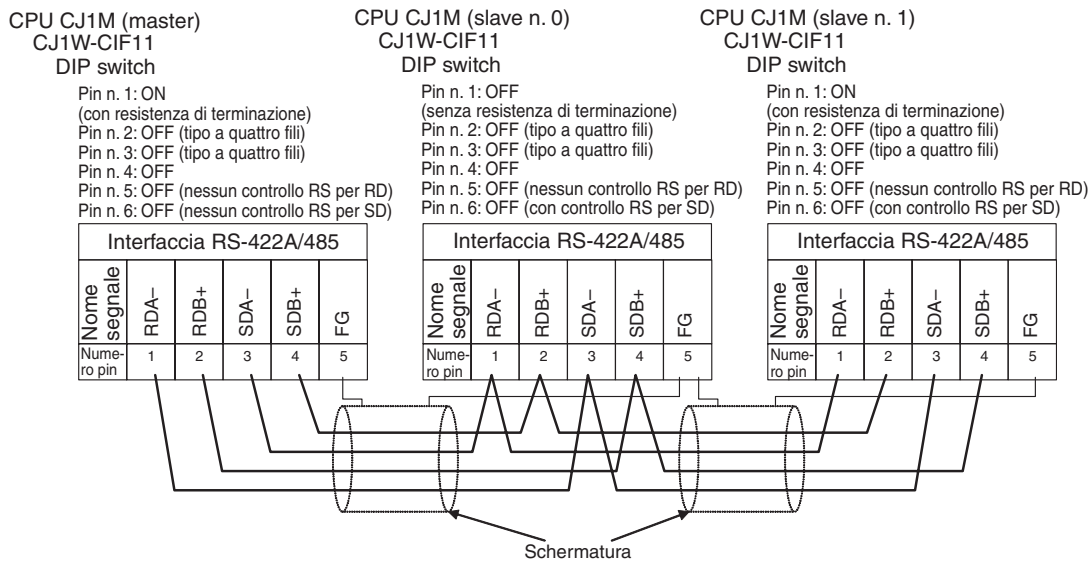 CPU CJ1M (master)
CJ1W-CIF11
DIP switch
Pin n. 1: ON
(con resistenza di terminazione)
Pin n. 2: OFF (tipo a quattro fili)
Pin n. 3: OFF (tipo a quattro fili)
Pin n. 4: OFF
Pin n. 5: OFF (nessun controllo RS per RD)
Pin n. 6: OFF (nessun controllo RS per SD)
Interfaccia RS-422A/485
Nome
segnale
RDA–
RDB+
SDA–
SDB+
FG
Nume-
ro pin
1
2
3
4
5
CPU CJ1M (slave n. 0)
CJ1W-CIF11
DIP switch
Pin n. 1: OFF
(senza resistenza di terminazione)
Pin n. 2: OFF (tipo a quattro fili)
Pin n. 3: OFF (tipo a quattro fili)
Pin n. 4: OFF
Pin n. 5: OFF (nessun controllo RS per RD)
Pin n. 6: OFF (con controllo RS per SD)
Interfaccia RS-422A/485
Nome
segnale
RDA–
RDB+
SDA–
SDB+
FG
Nume-
ro pin
1
2
3
4
5
CPU CJ1M (slave n. 1)
CJ1W-CIF11
DIP switch
Pin n. 1: ON
(con resistenza di terminazione)
Pin n. 2: OFF (tipo a quattro fili)
Pin n. 3: OFF (tipo a quattro fili)
Pin n. 4: OFF
Pin n. 5: OFF (nessun controllo RS per RD)
Pin n. 6: OFF (con controllo RS per SD)
Interfaccia RS-422A/485
Nome
segnale
RDA–
RDB+
SDA–
SDB+
FG
Nume-
ro pin
1
2
3
4
5
Schermatura